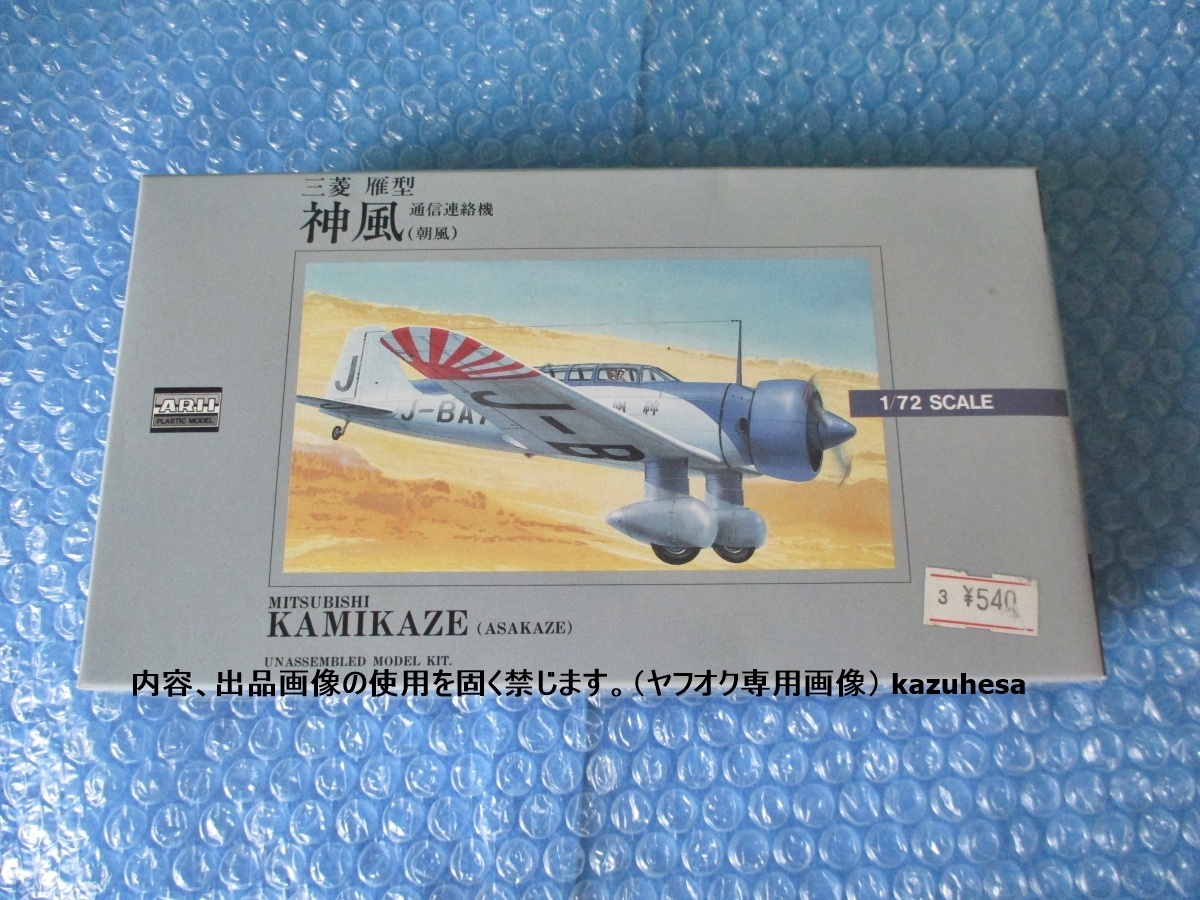 三菱 雁型
神風 通信連絡機
(朝風)
J
J-BA
J-B
神風
ARII
PLASTIC MODEL
1/72 SCALE
3 ¥540
MITSUBISHI
KAMIKAZE (ASAKAZE)
UNASSEMBLED MODEL KIT.
内容、出品画像の使用を固く禁じます。(ヤフオク専用画像) kazuhesa